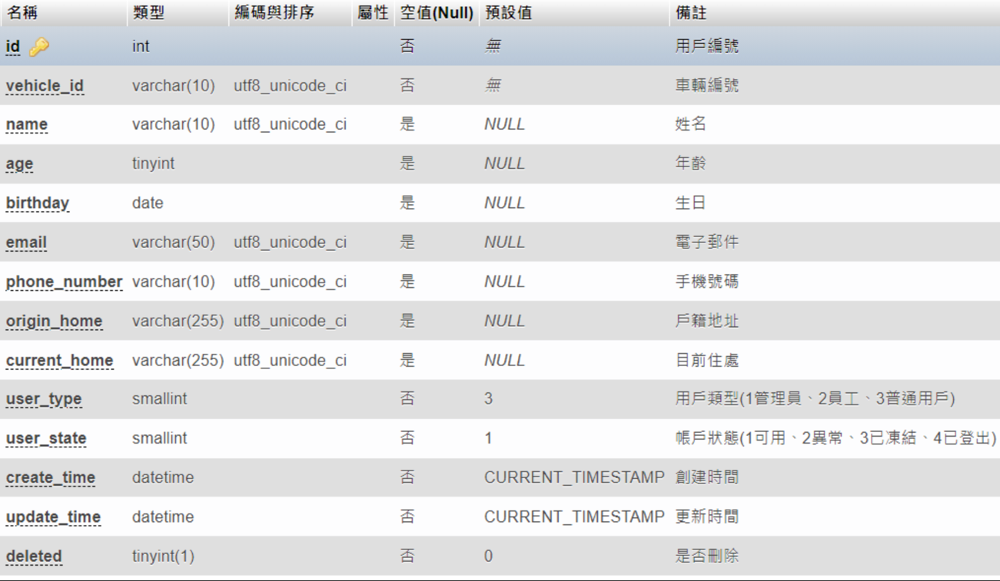 名稱 類型 編碼與排序 屬性 空值(Null) 預設值 備註
id int 否 無 用戶編號
vehicle_id varchar(10) utf8_unicode_ci 否 無 車輛編號
name varchar(10) utf8_unicode_ci 是 NULL 姓名
age tinyint 是 NULL 年齡
birthday date 是 NULL 生日
email varchar(50) utf8_unicode_ci 是 NULL 電子郵件
phone_number varchar(10) utf8_unicode_ci 是 NULL 手機號碼
origin_home varchar(255) utf8_unicode_ci 是 NULL 戶籍地址
current_home varchar(255) utf8_unicode_ci 是 NULL 目前住處
user_type smallint 否 3 用戶類型(1管理員、2員工、3普通用戶)
user_state smallint 否 1 帳戶狀態(1可用、2異常、3已凍結、4已登出)
create_time datetime 否 CURRENT_TIMESTAMP 創建時間
update_time datetime 否 CURRENT_TIMESTAMP 更新時間
deleted tinyint(1) 否 0 是否刪除